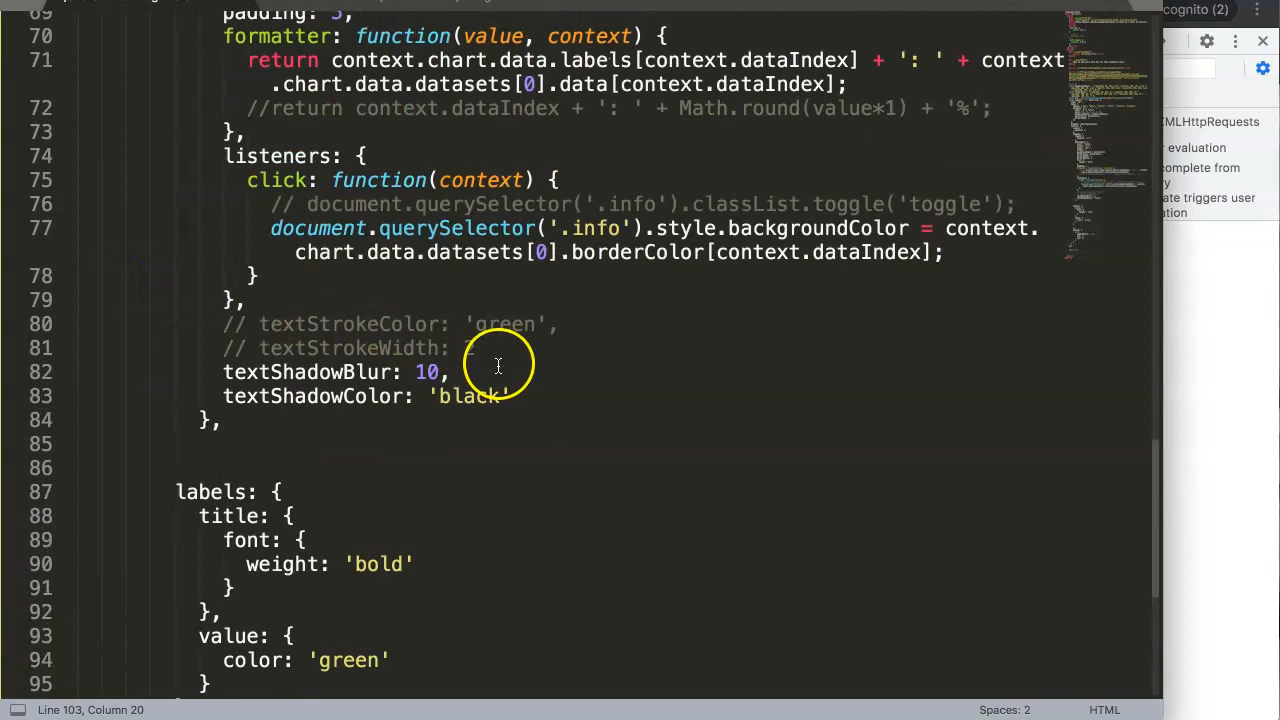 cognito (2)
69 padding: 5,
70 formatter: function(value, context) {
71 return context.chart.data.labels[context.dataIndex] + ': ' + context
.chart.data.datasets[0].data[context.dataIndex];
72 //return context.dataIndex + ': ' + Math.round(value*1) + '%';
73 },
74 listeners: {
75 click: function(context) {
76 // document.querySelector('.info').classList.toggle('toggle');
77 document.querySelector('.info').style.backgroundColor = context.
chart.data.datasets[0].borderColor[context.dataIndex];
78 }
79 },
80 // textStrokeColor: 'green',
81 // textStrokeWidth: 2
82 textShadowBlur: 10,
83 textShadowColor: 'black'
84 },
85
86
87 labels: {
88 title: {
89 font: {
90 weight: 'bold'
91 }
92 },
93 value: {
94 color: 'green'
95 }
XMLHttpRequests
evaluation
complete from
triggers user
vation
Line 103, Column 20
Spaces: 2
HTML